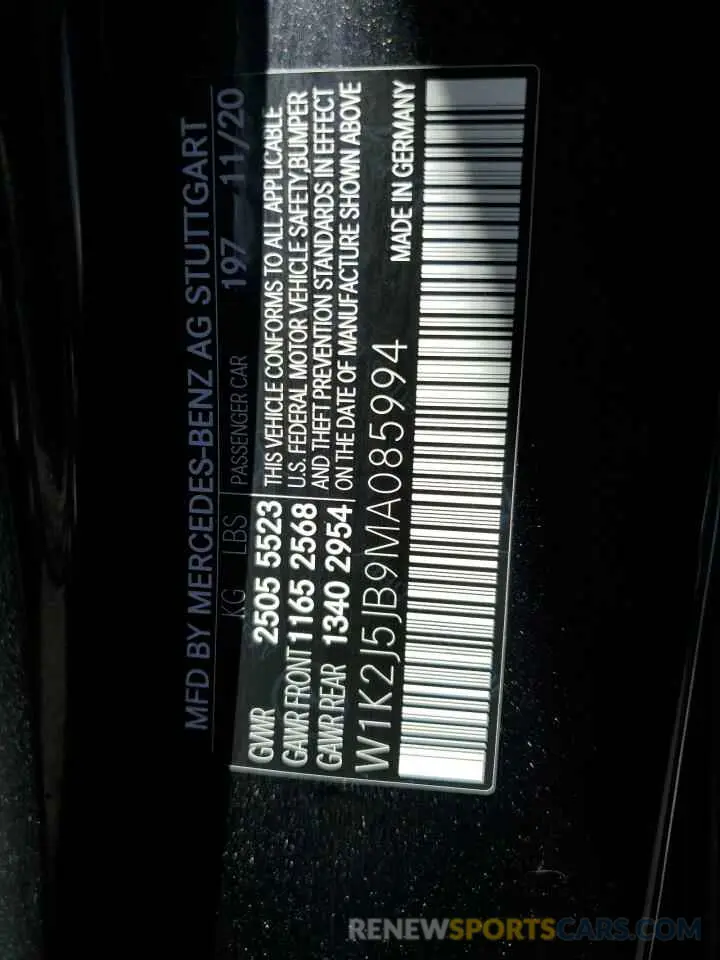 MFD BY MERCEDES-BENZ AG STUTTGART
KG LBS PASSENGER CAR 197 11/20
GVWR 2505 5523 THIS VEHICLE CONFORMS TO ALL APPLICABLE
GAWR FRONT 1165 2568 U.S. FEDERAL MOTOR VEHICLE SAFETY, BUMPER
GAWR REAR 1340 2954 AND THEFT PREVENTION STANDARDS IN EFFECT
ON THE DATE OF MANUFACTURE SHOWN ABOVE
W1K2J5JB9MA085994 MADE IN GERMANY
RENEWSPORTSCARS.COM